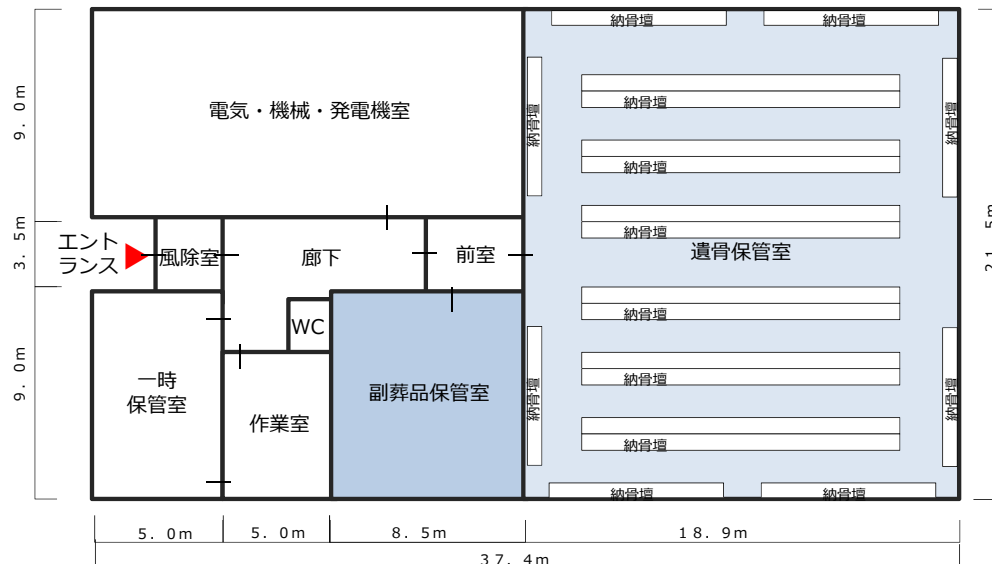 納骨壇
納骨壇
9.0m
電気・機械・発電機室
納骨壇
納骨壇
納骨壇
納骨壇
納骨壇
3.5m
エント
ランス
風除室
廊下
前室
遺骨保管室
21.5m
WC
納骨壇
9.0m
一時
保管室
作業室
副葬品保管室
納骨壇
納骨壇
納骨壇
納骨壇
納骨壇
納骨壇
5.0m
5.0m
8.5m
18.9m
37.4m